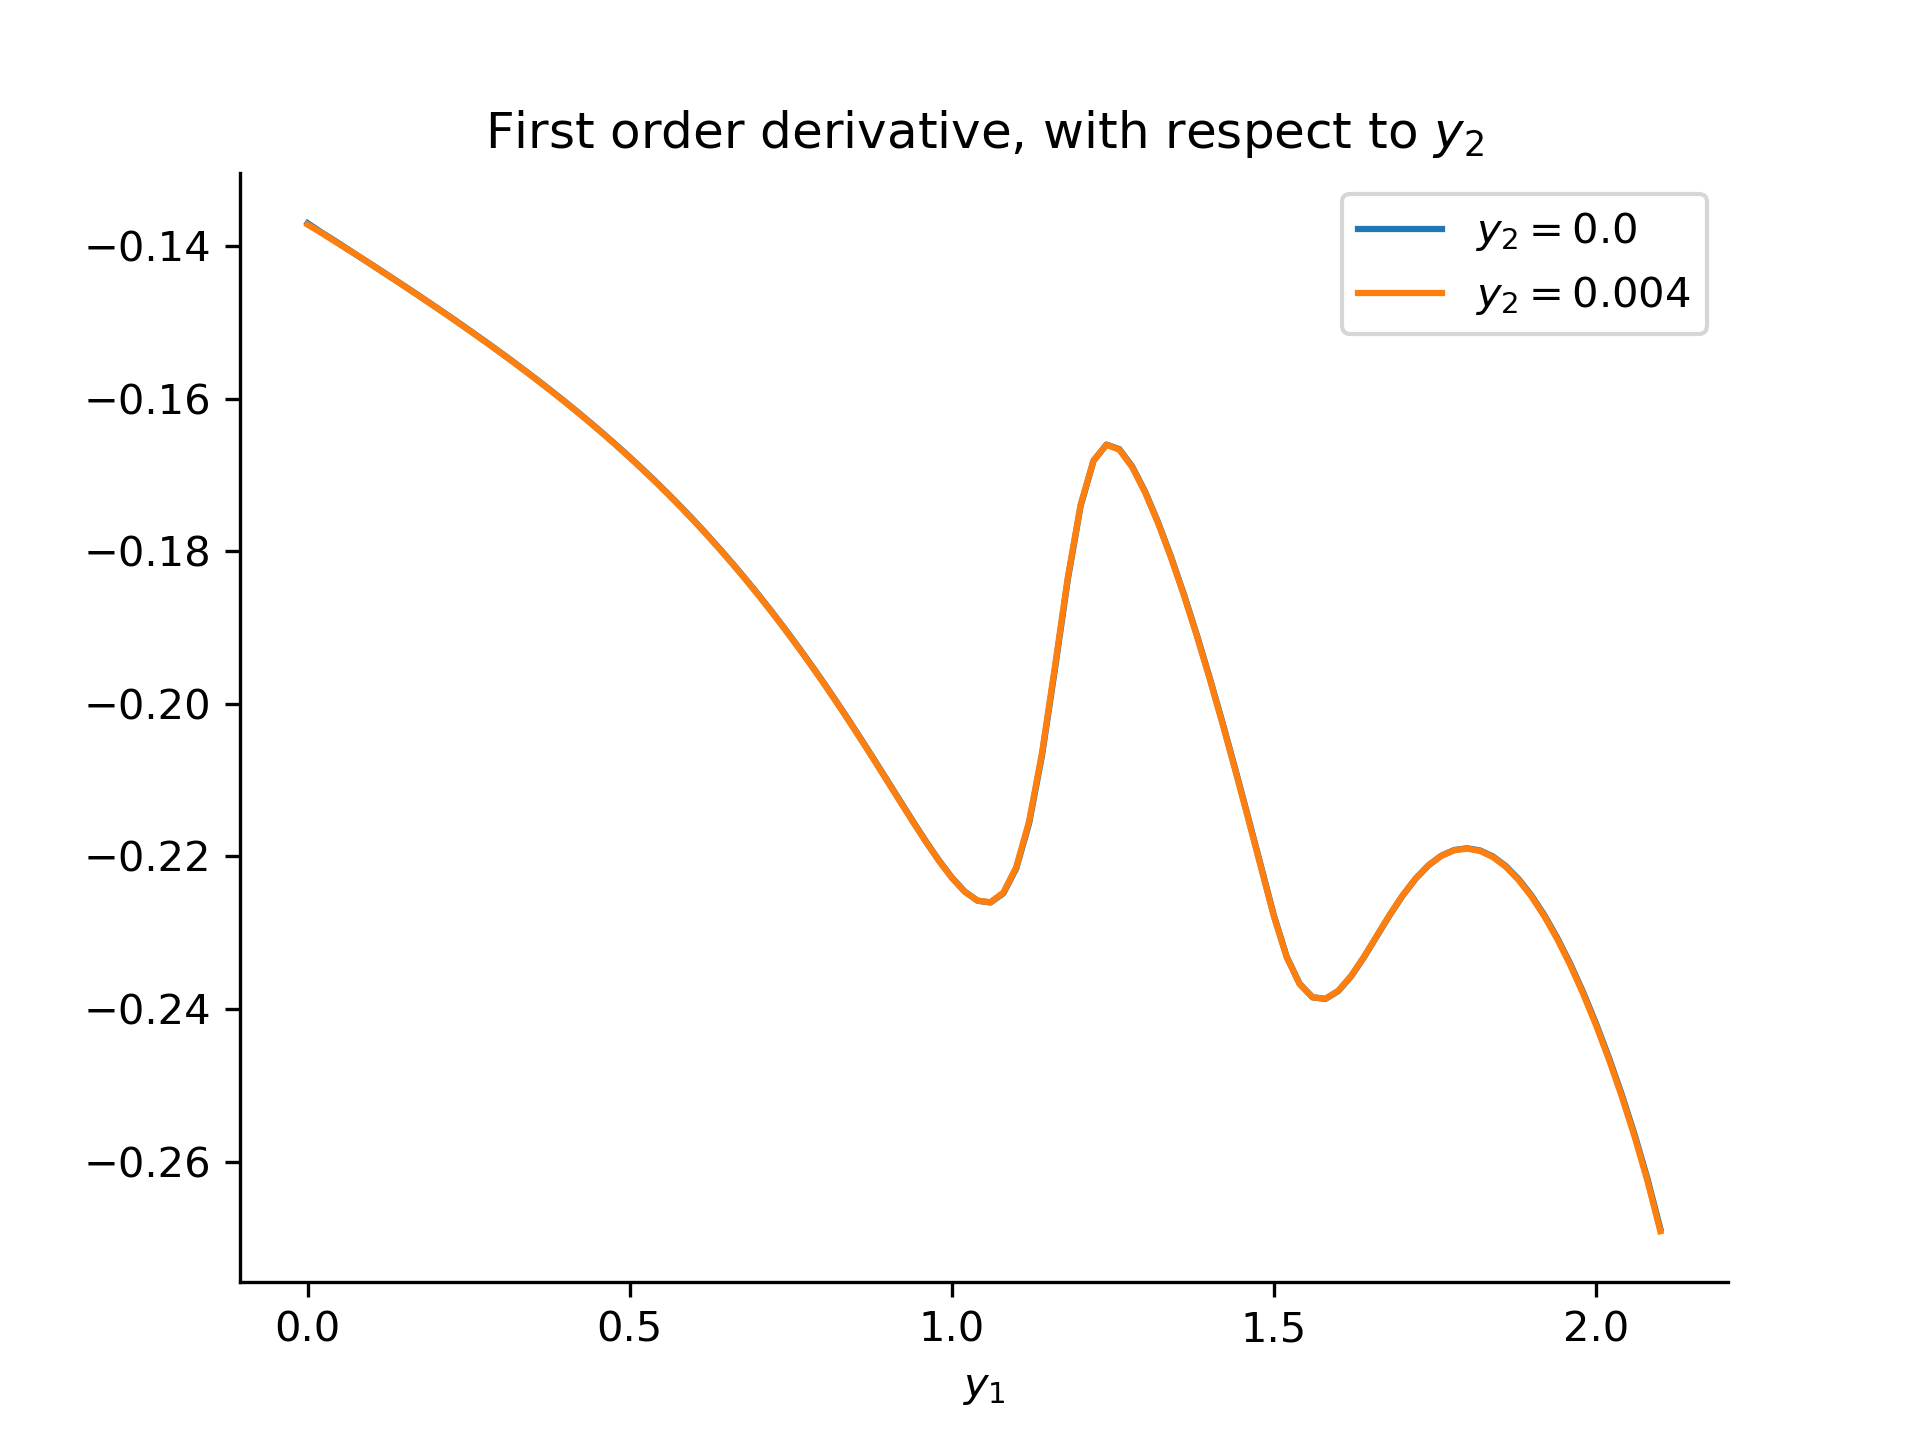 First order derivative, with respect to y₂
y₂ = 0.0
y₂ = 0.004
−0.14
−0.16
−0.18
−0.20
−0.22
−0.24
−0.26
0.0 0.5 1.0 1.5 2.0
y₁